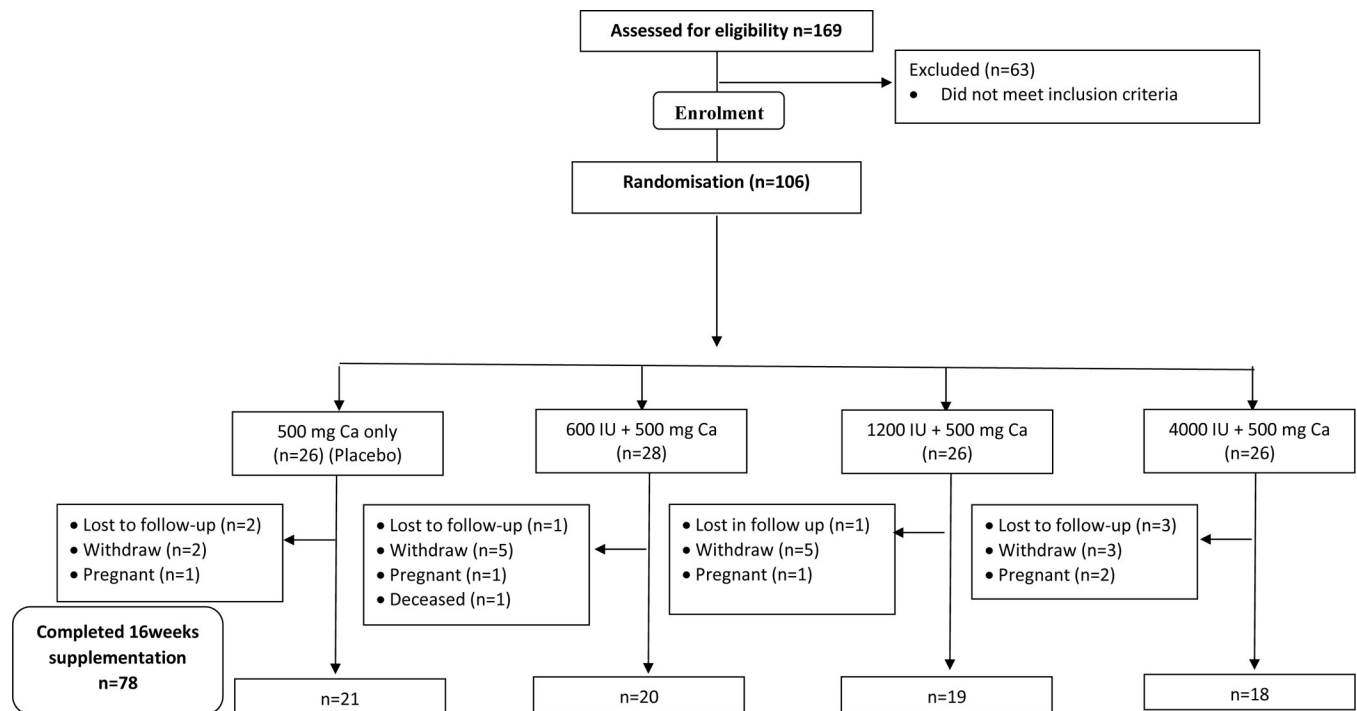 Assessed for eligibility n=169
Excluded (n=63)
• Did not meet inclusion criteria
Enrolment
Randomisation (n=106)
500 mg Ca only
(n=26) (Placebo)
600 IU + 500 mg Ca
(n=28)
1200 IU + 500 mg Ca
(n=26)
4000 IU + 500 mg Ca
(n=26)
• Lost to follow-up (n=2)
• Withdraw (n=2)
• Pregnant (n=1)
• Lost to follow-up (n=1)
• Withdraw (n=5)
• Pregnant (n=1)
• Deceased (n=1)
• Lost in follow up (n=1)
• Withdraw (n=5)
• Pregnant (n=1)
• Lost to follow-up (n=3)
• Withdraw (n=3)
• Pregnant (n=2)
Completed 16weeks
supplementation
n=78
n=21
n=20
n=19
n=18